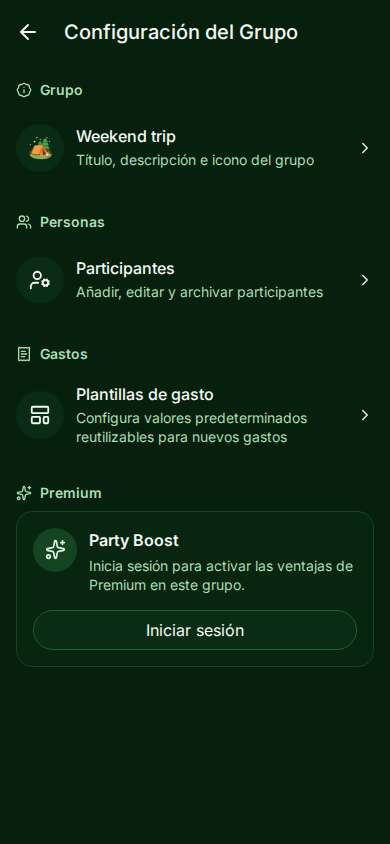 Configuración del Grupo
Grupo
Weekend trip
Título, descripción e icono del grupo
Personas
Participantes
Añadir, editar y archivar participantes
Gastos
Plantillas de gasto
Configura valores predeterminados
reutilizables para nuevos gastos
Premium
Party Boost
Inicia sesión para activar las ventajas de
Premium en este grupo.
Iniciar sesión